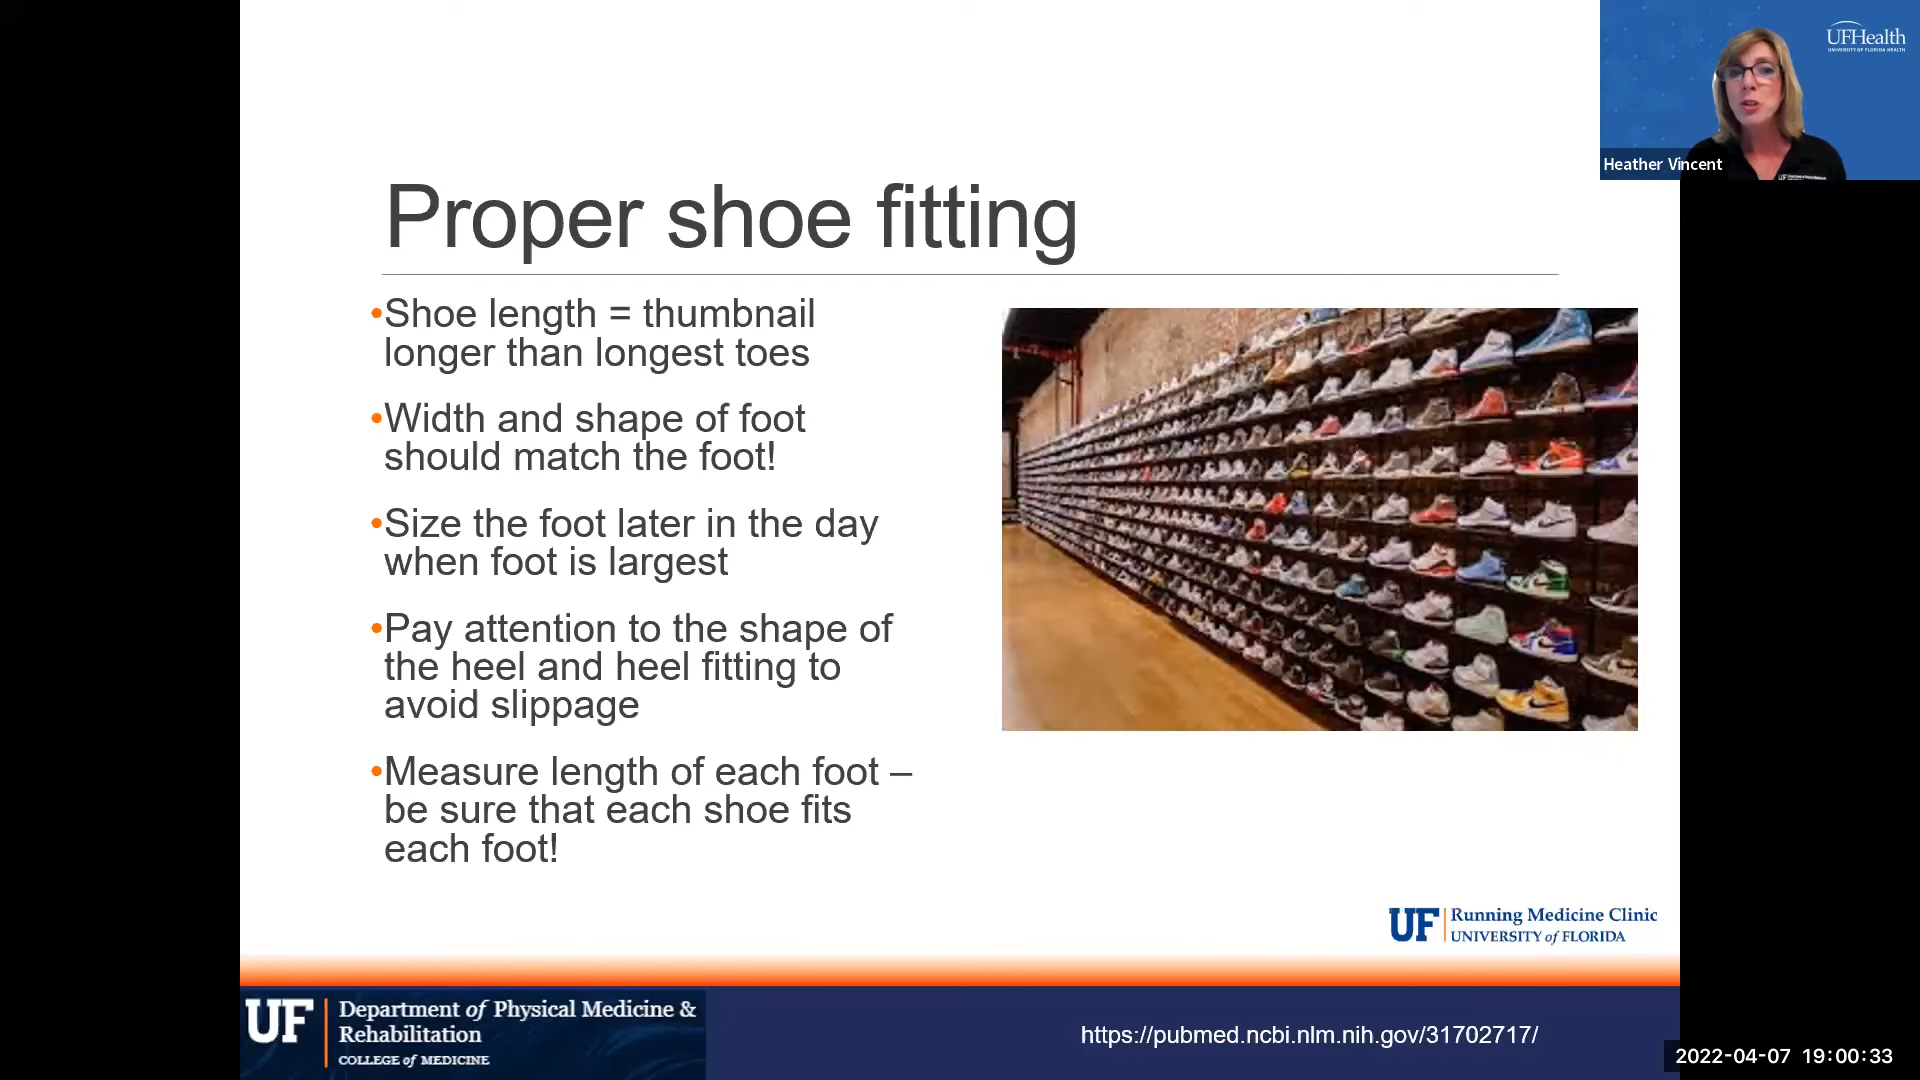 UFHealth
UNIVERSITY OF FLORIDA HEALTH
Heather Vincent
Proper shoe fitting
•Shoe length = thumbnail
longer than longest toes
•Width and shape of foot
should match the foot!
•Size the foot later in the day
when foot is largest
•Pay attention to the shape of
the heel and heel fitting to
avoid slippage
•Measure length of each foot –
be sure that each shoe fits
each foot!
UF Running Medicine Clinic
UNIVERSITY of FLORIDA
UF Department of Physical Medicine &
Rehabilitation
COLLEGE of MEDICINE
https://pubmed.ncbi.nlm.nih.gov/31702717/
2022-04-07 19:00:33